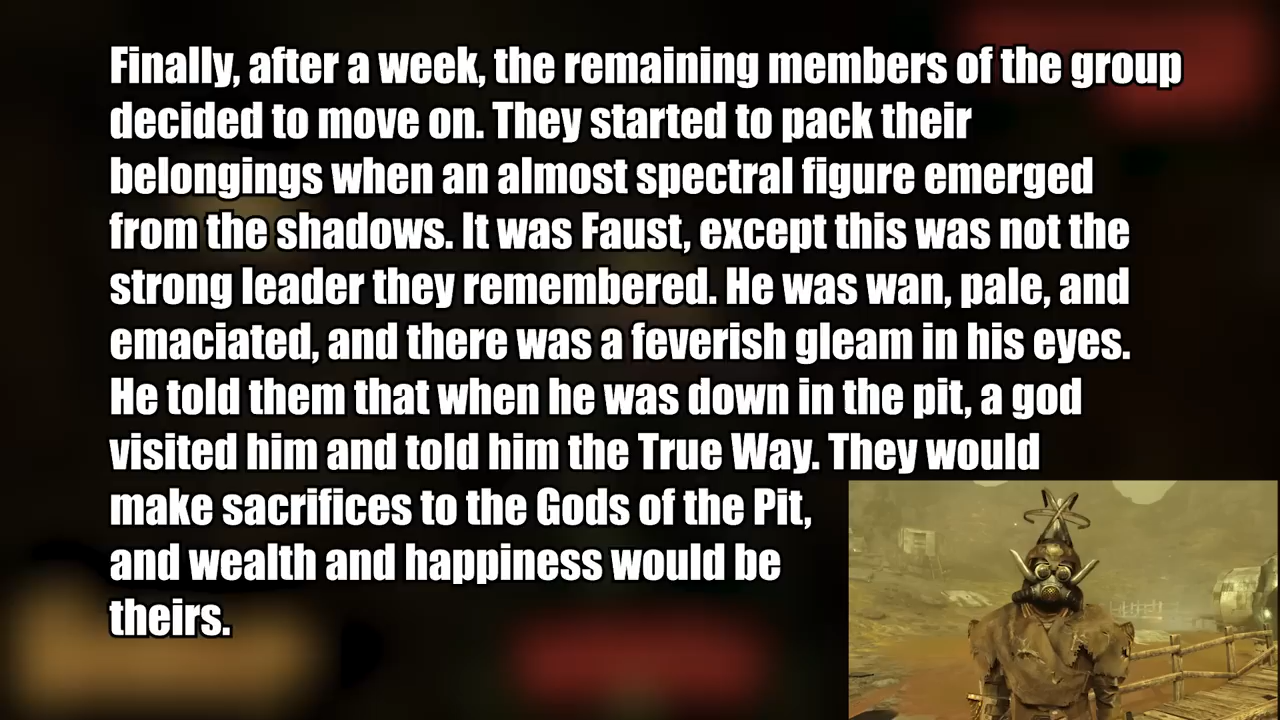 Finally, after a week, the remaining members of the group
decided to move on. They started to pack their
belongings when an almost spectral figure emerged
from the shadows. It was Faust, except this was not the
strong leader they remembered. He was wan, pale, and
emaciated, and there was a feverish gleam in his eyes.
He told them that when he was down in the pit, a god
visited him and told him the True Way. They would
make sacrifices to the Gods of the Pit,
and wealth and happiness would be
theirs.